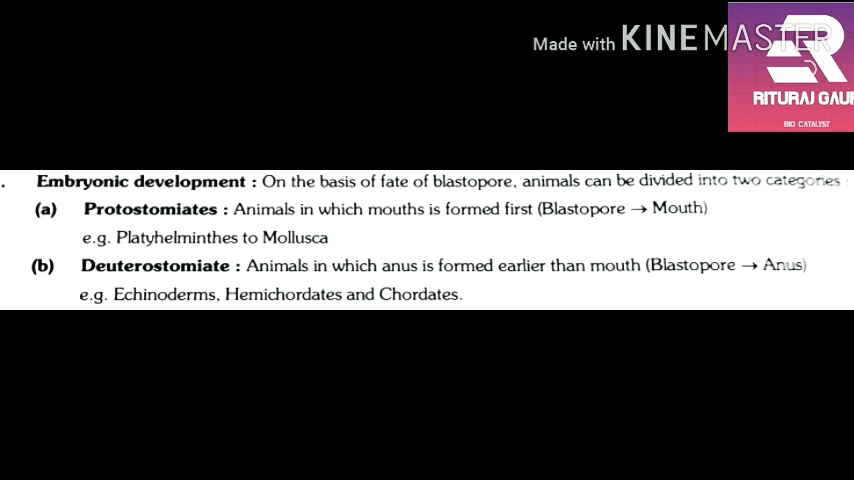 Made with KINEMASTER
RITURAJ GAUR
BIO CATALYST
. Embryonic development : On the basis of fate of blastopore, animals can be divided into two categories :
(a) Protostomiates : Animals in which mouths is formed first (Blastopore → Mouth)
e.g. Platyhelminthes to Mollusca
(b) Deuterostomiate : Animals in which anus is formed earlier than mouth (Blastopore → Anus)
e.g. Echinoderms, Hemichordates and Chordates.